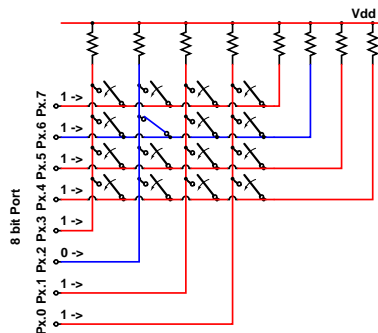 Vdd
Px.7 1 ->
Px.6 1 ->
Px.5 1 ->
Px.4 1 ->
Px.3 1 ->
Px.2 0 ->
Px.1 1 ->
Px.0 1 ->
8 bit Port